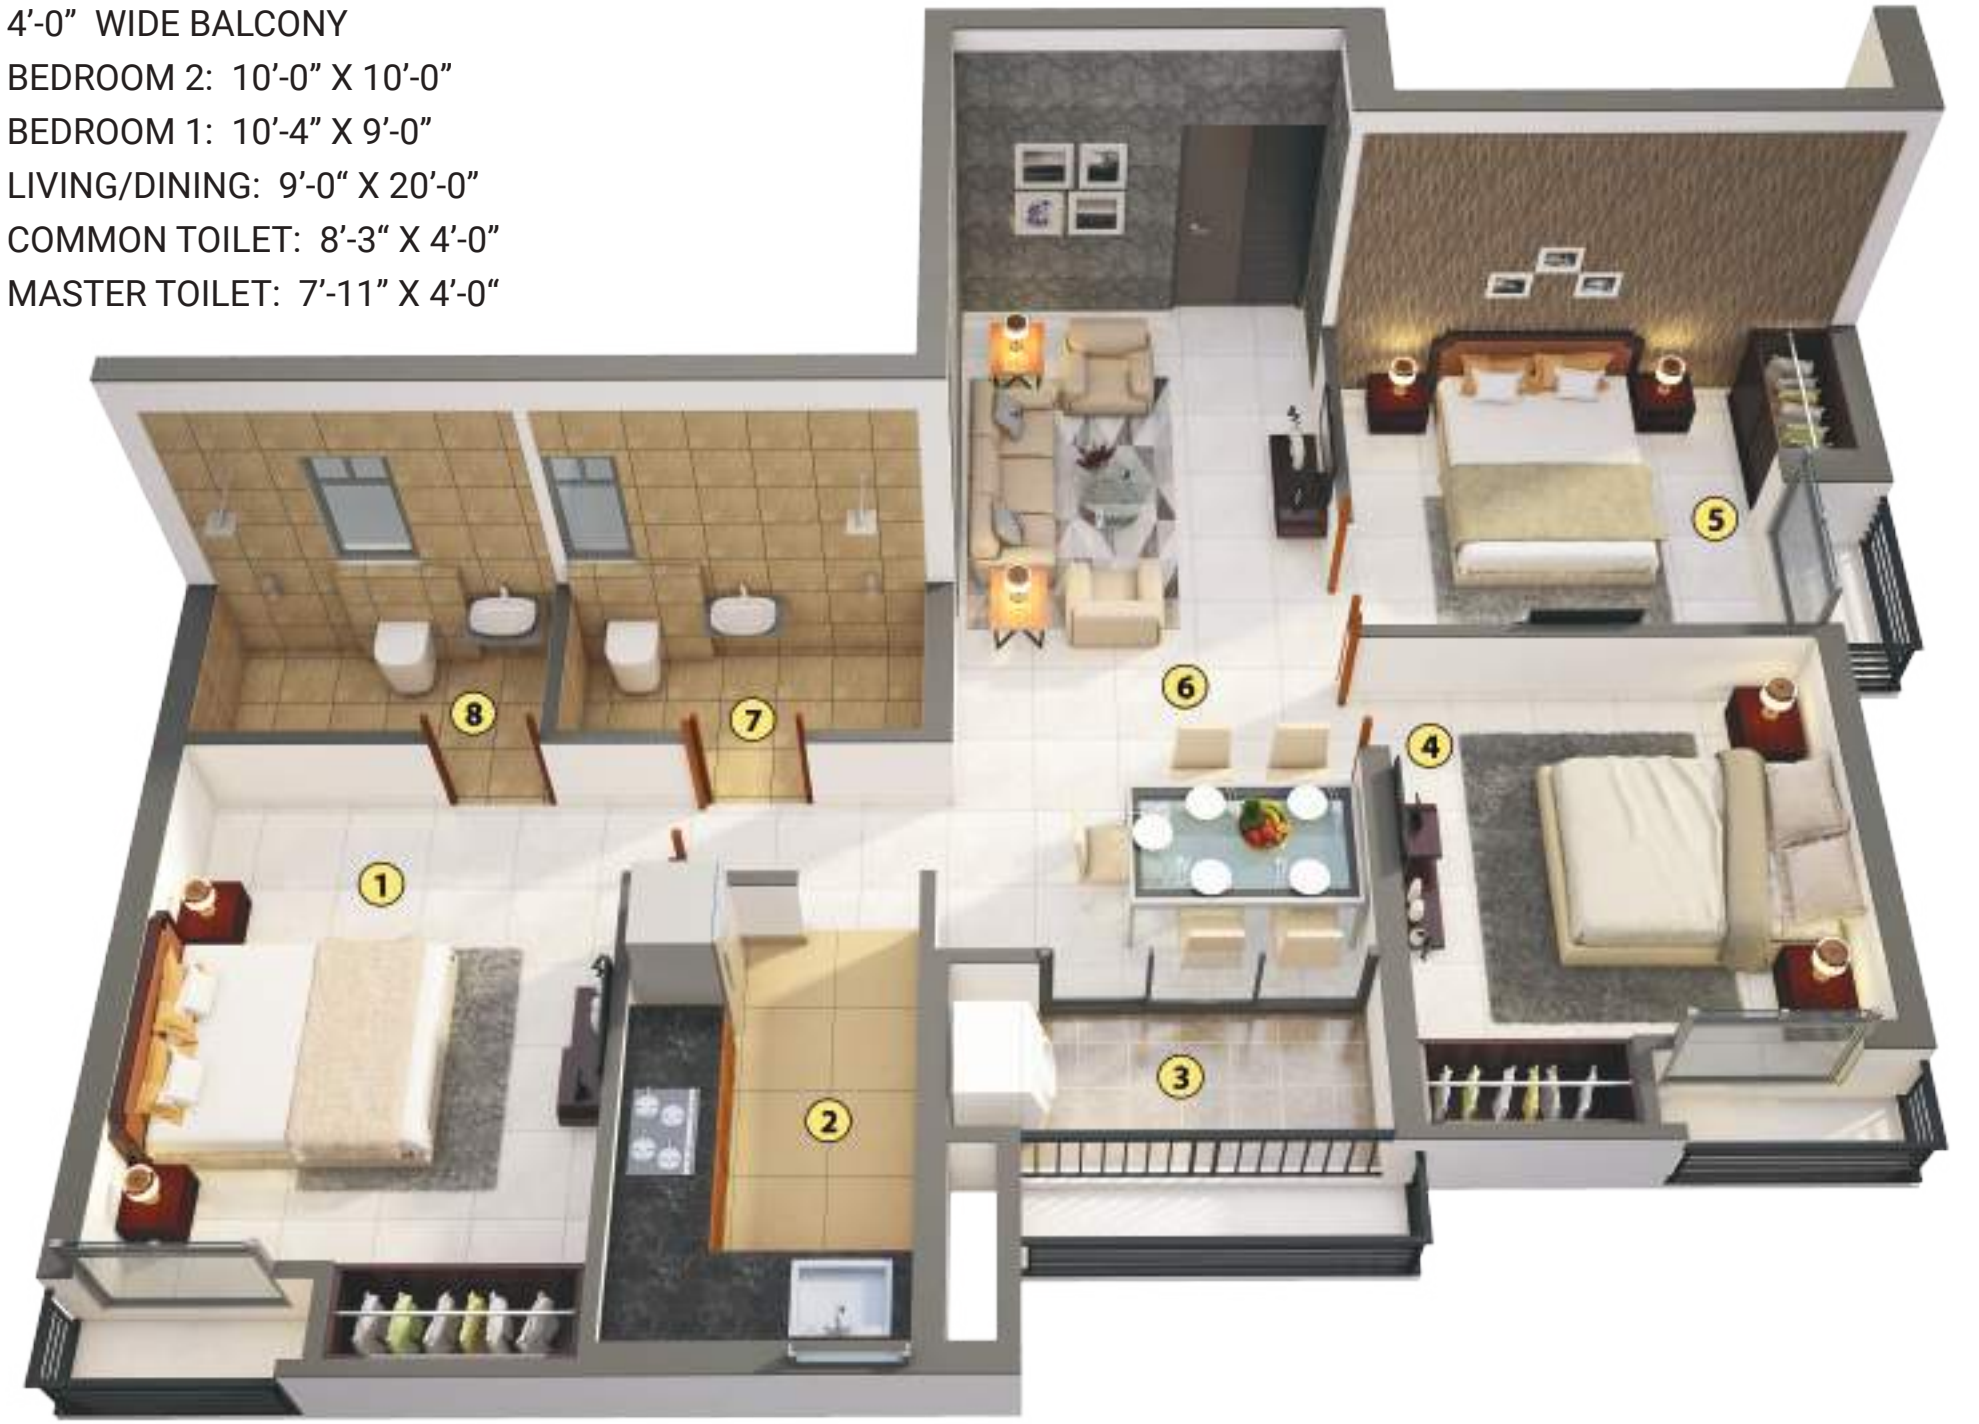 4’-0” WIDE BALCONY
BEDROOM 2: 10’-0” X 10’-0”
BEDROOM 1: 10’-4” X 9’-0”
LIVING/DINING: 9’-0“ X 20’-0”
COMMON TOILET: 8’-3“ X 4’-0”
MASTER TOILET: 7’-11” X 4’-0“
5
6
8
7
4
1
3
2